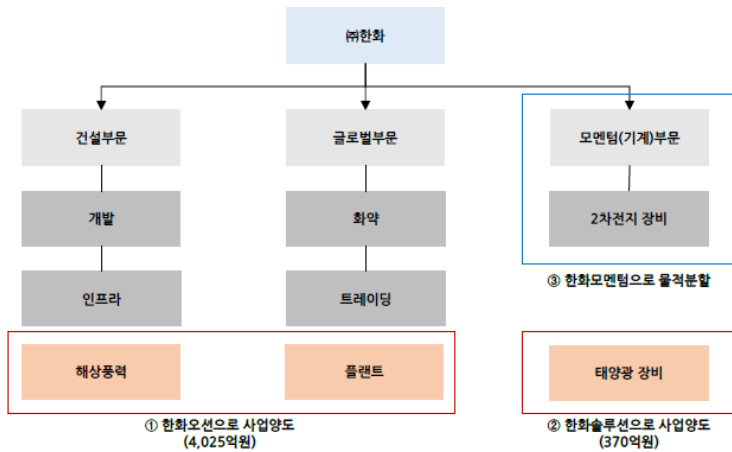 ㈜한화
건설부문
글로벌부문
모멘텀(기계)부문
개발
화약
2차전지 장비
③ 한화모멘텀으로 물적분할
인프라
트레이딩
해상풍력
플랜트
태양광 장비
① 한화오션으로 사업양도
(4,025억원)
② 한화솔루션으로 사업양도
(370억원)